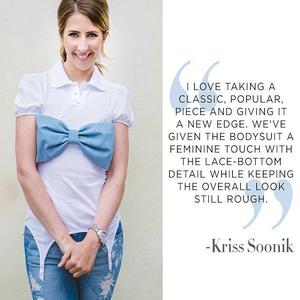 I LOVE TAKING A
CLASSIC, POPULAR,
PIECE AND GIVING IT
A NEW EDGE. WE'VE
GIVEN THE BODYSUIT A
FEMININE TOUCH WITH
THE LACE-BOTTOM
DETAIL WHILE KEEPING
THE OVERALL LOOK
STILL ROUGH.
-Kriss Soonik